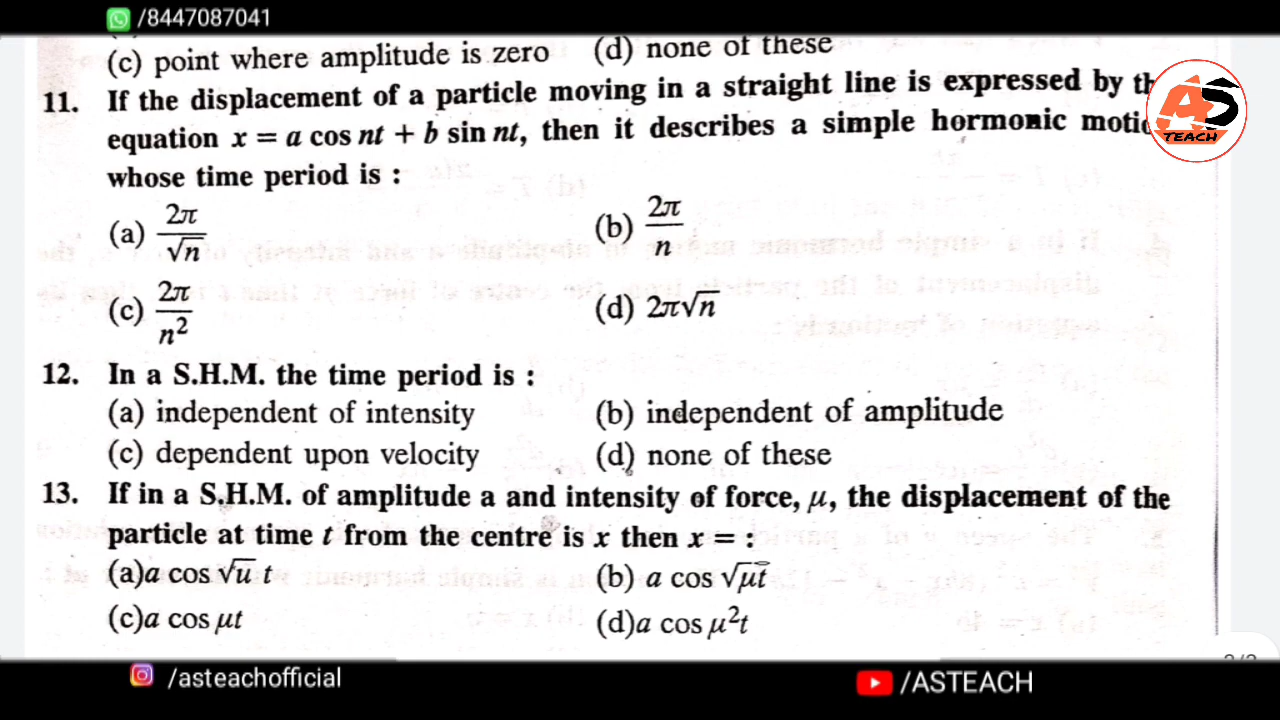 /8447087041
(c) point where amplitude is zero (d) none of these
11. If the displacement of a particle moving in a straight line is expressed by th
equation x = a cos nt + b sin nt, then it describes a simple hormonic motio
whose time period is :
(a) 2π/√n (b) 2π/n
(c) 2π/n² (d) 2π√n
12. In a S.H.M. the time period is :
(a) independent of intensity (b) independent of amplitude
(c) dependent upon velocity (d) none of these
13. If in a S.H.M. of amplitude a and intensity of force, μ, the displacement of the
particle at time t from the centre is x then x = :
(a)a cos √u t (b) a cos √μt
(c)a cos μt (d)a cos μ²t
AS
TEACH
/asteachofficial /ASTEACH